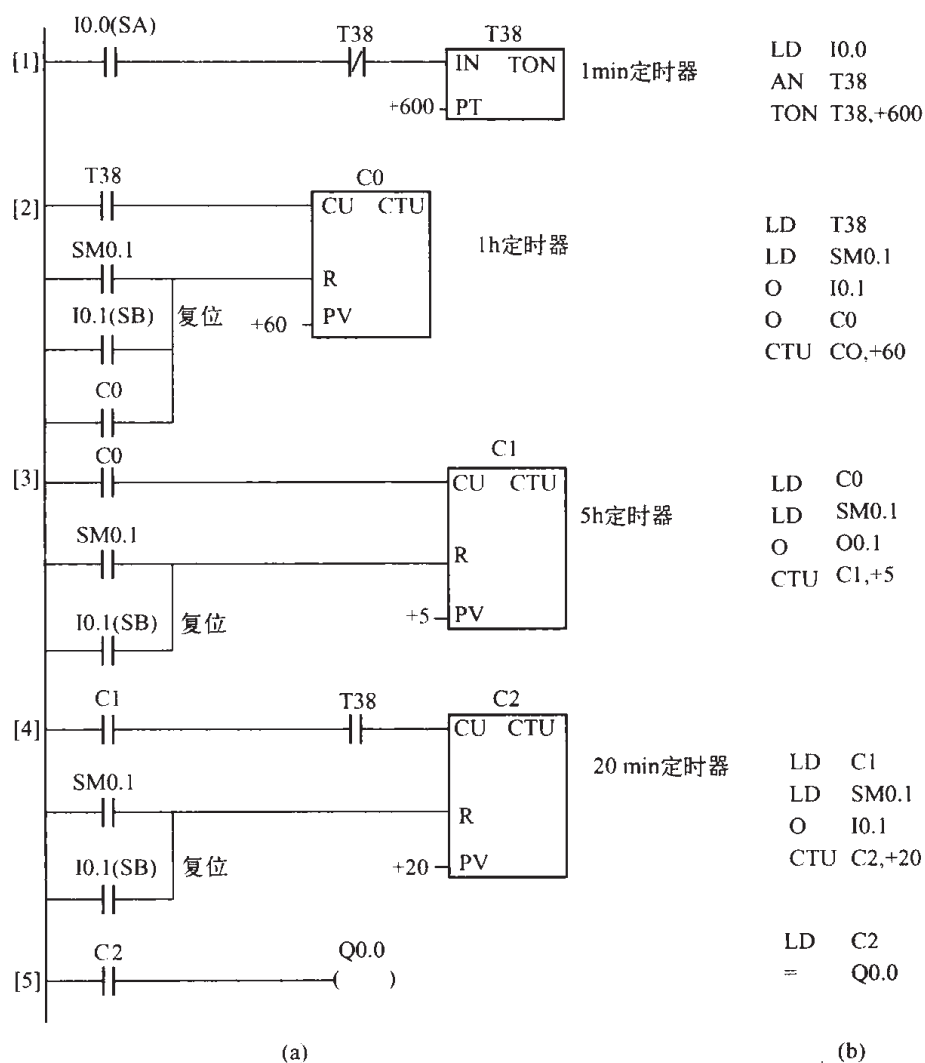 I0.0(SA)
T38
T38
[1]
IN TON
1min定时器
+600
PT
LD I0.0
AN T38
TON T38,+600
T38
C0
[2]
CU CTU
1h定时器
SM0.1
R
I0.1(SB)
复位
+60
PV
C0
LD T38
LD SM0.1
O I0.1
O C0
CTU CO,+60
C0
C1
[3]
CU CTU
5h定时器
SM0.1
R
I0.1(SB)
复位
+5
PV
LD C0
LD SM0.1
O O0.1
CTU C1,+5
C1
T38
C2
[4]
CU CTU
20 min定时器
SM0.1
R
I0.1(SB)
复位
+20
PV
LD C1
LD SM0.1
O I0.1
CTU C2,+20
C2
Q0.0
[5]
( )
LD C2
= Q0.0
(a)
(b)